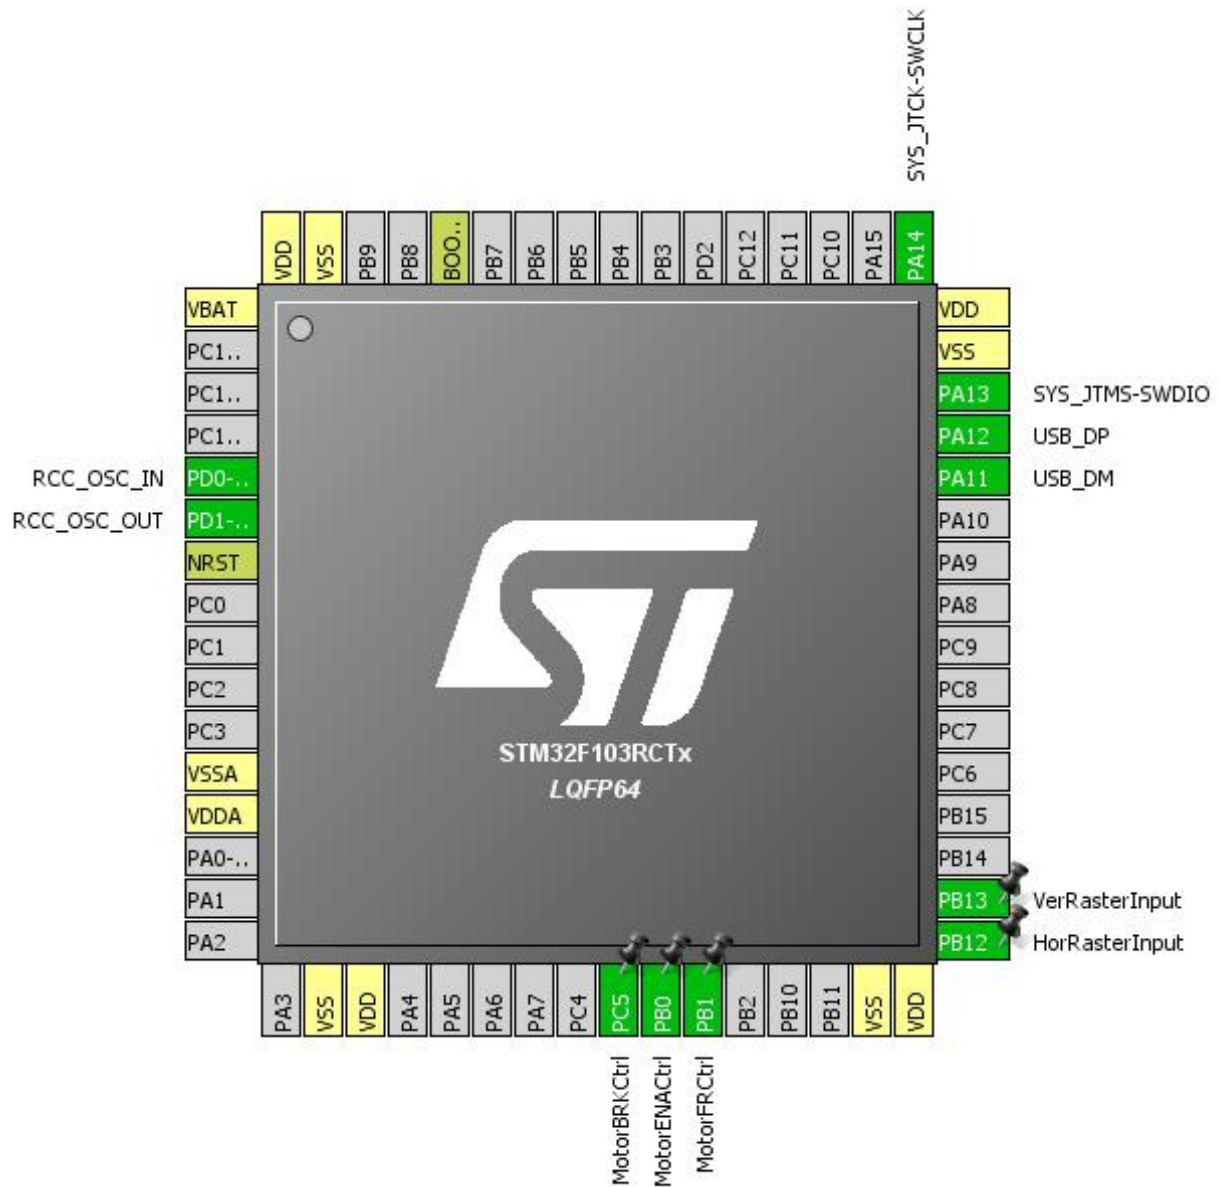 SYS_JTCK-SWCLK
VDD
VSS
PB9
PB8
BOO..
PB7
PB6
PB5
PB4
PB3
PD2
PC12
PC11
PC10
PA15
PA14
VBAT
PC1..
PC1..
PC1..
RCC_OSC_IN PD0-..
RCC_OSC_OUT PD1-..
NRST
PC0
PC1
PC2
PC3
VSSA
VDDA
PA0-..
PA1
PA2
ST
STM32F103RCTx
LQFP64
VDD
VSS
PA13 SYS_JTMS-SWDIO
PA12 USB_DP
PA11 USB_DM
PA10
PA9
PA8
PC9
PC8
PC7
PC6
PB15
PB14
PB13 VerRasterInput
PB12 HorRasterInput
PA3
VSS
VDD
PA4
PA5
PA6
PA7
PC4
PC5
PB0
PB1
PB2
PB10
PB11
VSS
VDD
MotorBRKCtrl
MotorENACtrl
MotorFRCtrl